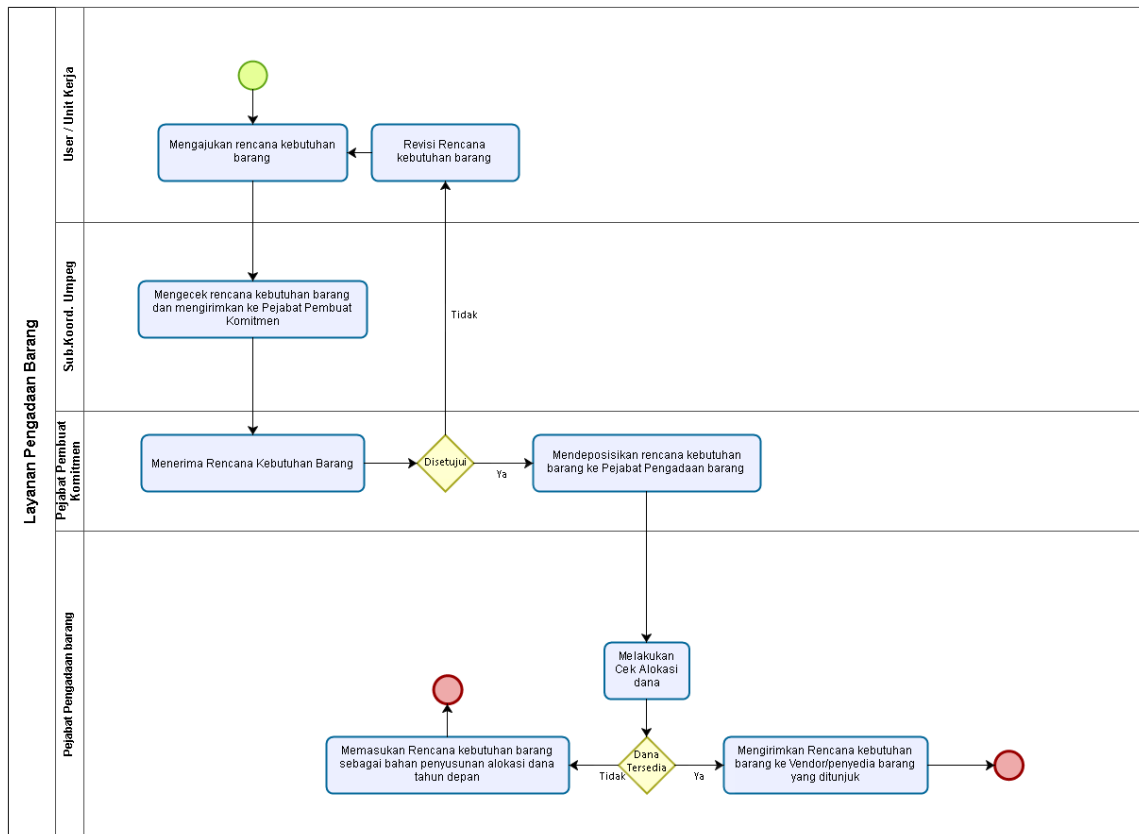 Layanan Pengadaan Barang
User / Unit Kerja
Mengajukan rencana kebutuhan
barang
Revisi Rencana
kebutuhan barang
Sub.Koord. Umpeg
Mengecek rencana kebutuhan barang
dan mengirimkan ke Pejabat Pembuat
Komitmen
Tidak
Pejabat Pembuat
Komitmen
Menerima Rencana Kebutuhan Barang
Disetujui
Ya
Mendeposisikan rencana kebutuhan
barang ke Pejabat Pengadaan barang
Pejabat Pengadaan barang
Melakukan
Cek Alokasi
dana
Dana
Tersedia
Tidak
Ya
Memasukan Rencana kebutuhan barang
sebagai bahan penyusunan alokasi dana
tahun depan
Mengirimkan Rencana kebutuhan
barang ke Vendor/penyedia barang
yang ditunjuk